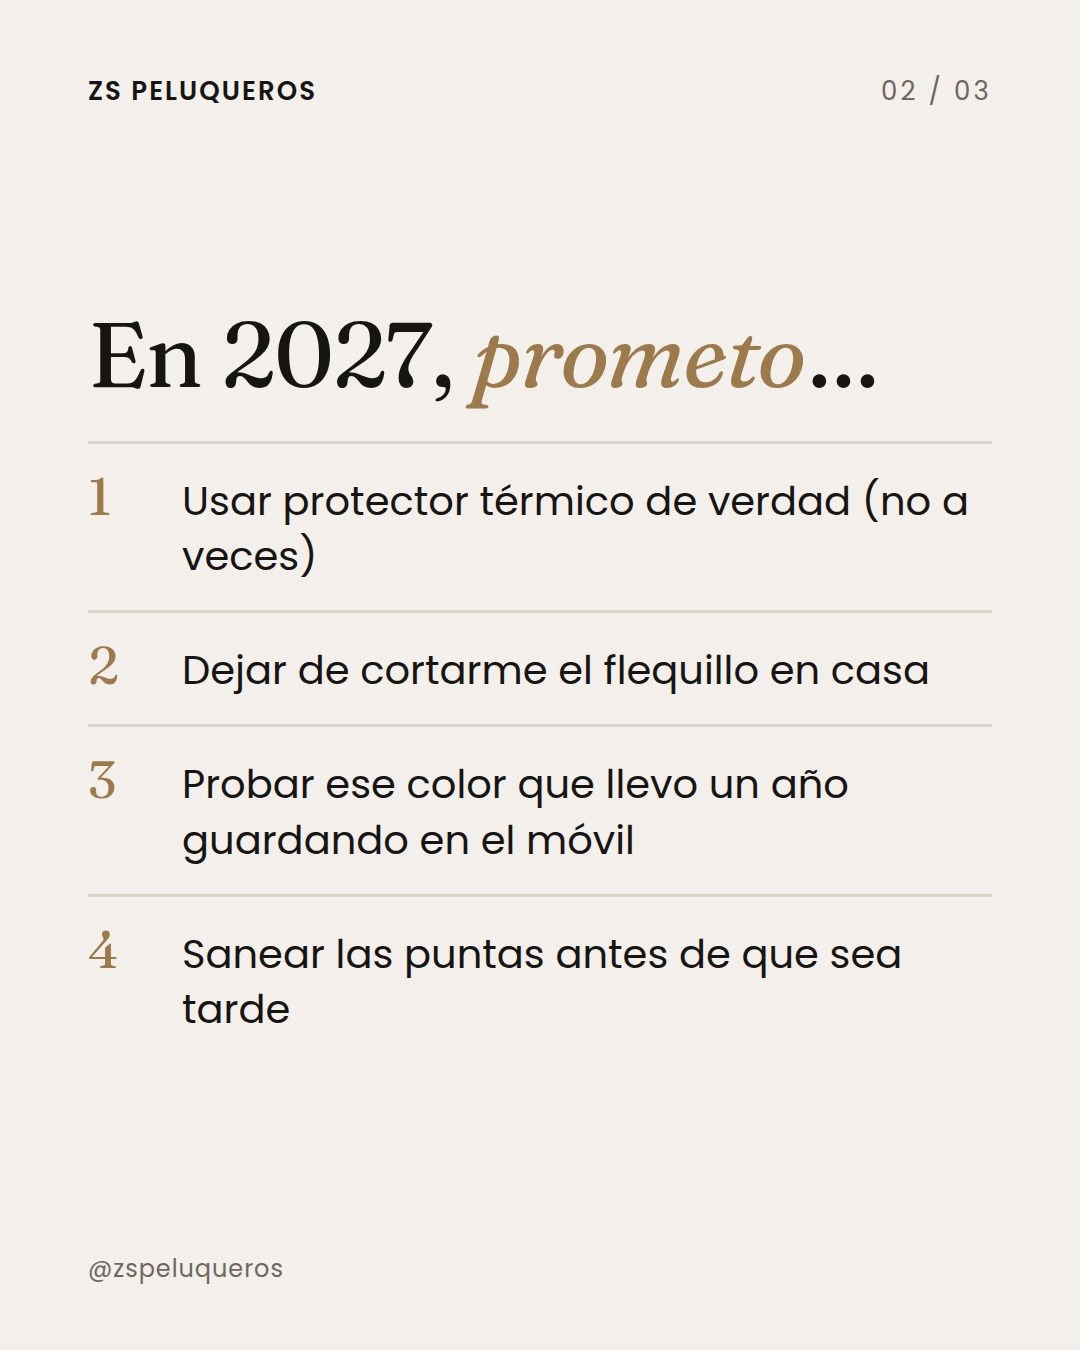 ZS PELUQUEROS
02 / 03
En 2027, prometo...
1
Usar protector térmico de verdad (no a
veces)
2
Dejar de cortarme el flequillo en casa
3
Probar ese color que llevo un año
guardando en el móvil
4
Sanear las puntas antes de que sea
tarde
@zspeluqueros